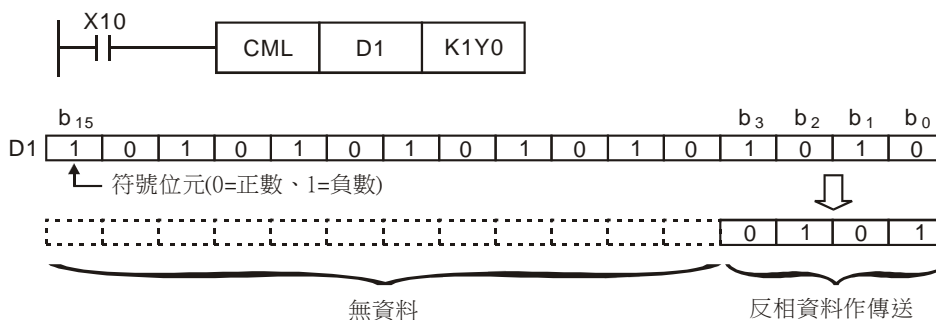 X10
CML D1 K1Y0
b15 b3 b2 b1 b0
D1 1 0 1 0 1 0 1 0 1 0 1 0 1 0 1 0
符號位元(0=正數、1=負數)
0 1 0 1
無資料 反相資料作傳送